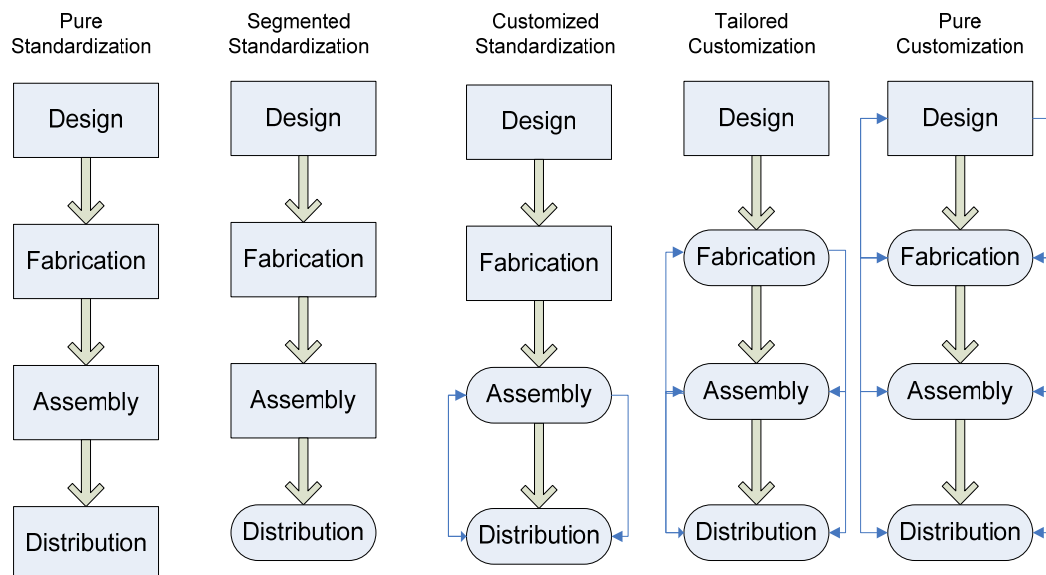 Pure
Standardization
Segmented
Standardization
Customized
Standardization
Tailored
Customization
Pure
Customization
Design
Design
Design
Design
Design
Fabrication
Fabrication
Fabrication
Fabrication
Fabrication
Assembly
Assembly
Assembly
Assembly
Assembly
Distribution
Distribution
Distribution
Distribution
Distribution